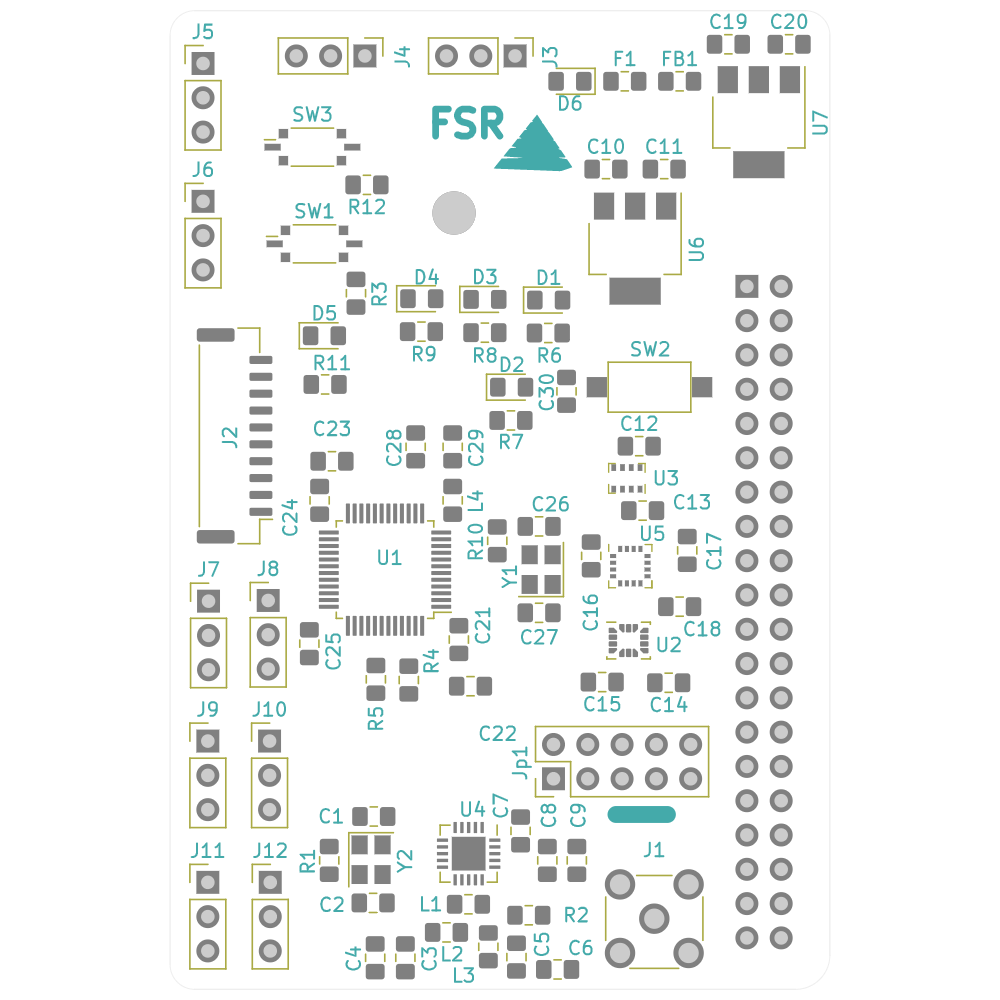 C19 C20
J5
J4 J3 F1 FB1
D6
SW3 FSR U7
C10 C11
J6
R12
SW1
U6
D4 D3 D1
R3
D5
R9 R8 R6 SW2
R11 D2
C30
C23 C12
J2 C28 C29 R7
U3
C24 L4 C26 C13
R10 U5
U1 C17
J7 J8 Y1
C16
C25 C21 C27 C18
R4 U2
R5 C15 C14
J9 J10
C22 Jp1
C1 U4 C7 C8 C9
J11 J12 R1 Y2 J1
C2 L1 R2
C4 C3 L2 C5 C6
L3